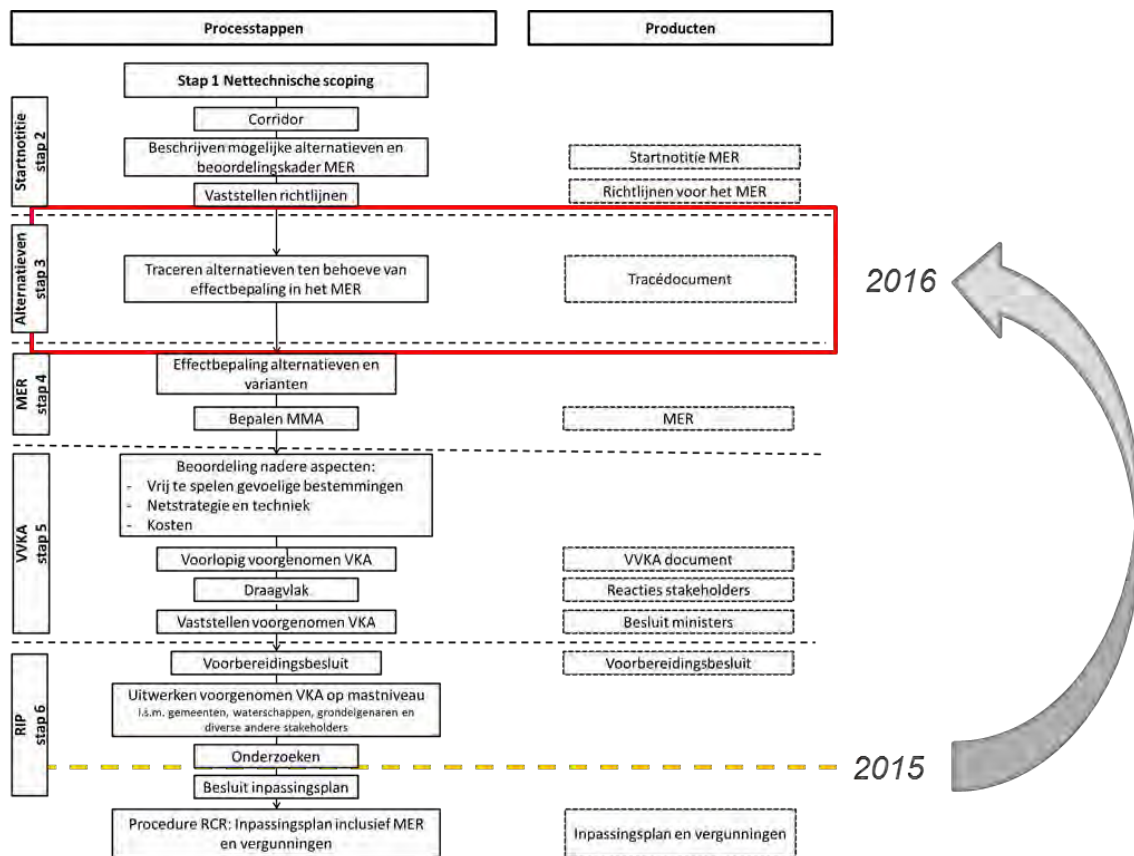 Processtappen
Producten
Stap 1 Nettechnische scoping
Startnotitie
stap 2
Corridor
Beschrijven mogelijke alternatieven en
beoordelingskader MER
Startnotitie MER
Vaststellen richtlijnen
Richtlijnen voor het MER
Alternatieven
stap 3
Traceren alternatieven ten behoeve van
effectbepaling in het MER
Tracédocument
2016
MER
stap 4
Effectbepaling alternatieven en
varianten
Bepalen MMA
MER
VVKA
stap 5
Beoordeling nadere aspecten:
- Vrij te spelen gevoelige bestemmingen
- Netstrategie en techniek
- Kosten
Voorlopig voorgenomen VKA
VVKA document
Draagvlak
Reacties stakeholders
Vaststellen voorgenomen VKA
Besluit ministers
RIP
stap 6
Voorbereidingsbesluit
Voorbereidingsbesluit
Uitwerken voorgenomen VKA op mastniveau
i.s.m. gemeenten, waterschappen, grondeigenaren en
diverse andere stakeholders
Onderzoeken
2015
Besluit inpassingsplan
Procedure RCR: Inpassingsplan inclusief MER
en vergunningen
Inpassingsplan en vergunningen